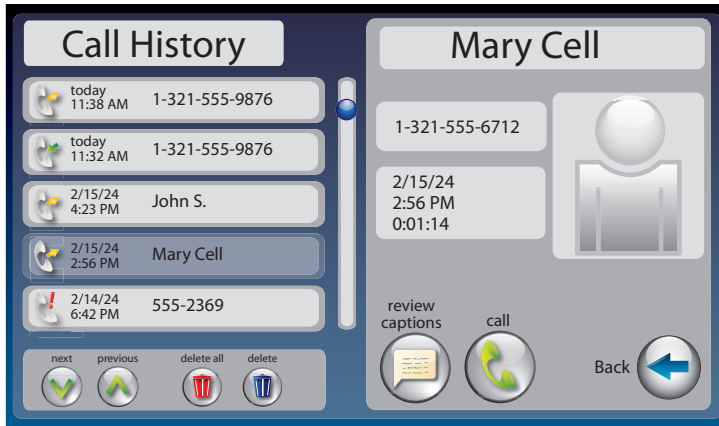 Call History
today
11:38 AM
1-321-555-9876
today
11:32 AM
1-321-555-9876
2/15/24
4:23 PM
John S.
2/15/24
2:56 PM
Mary Cell
2/14/24
6:42 PM
555-2369
next
previous
delete all
delete
Mary Cell
1-321-555-6712
2/15/24
2:56 PM
0:01:14
review
captions
call
Back